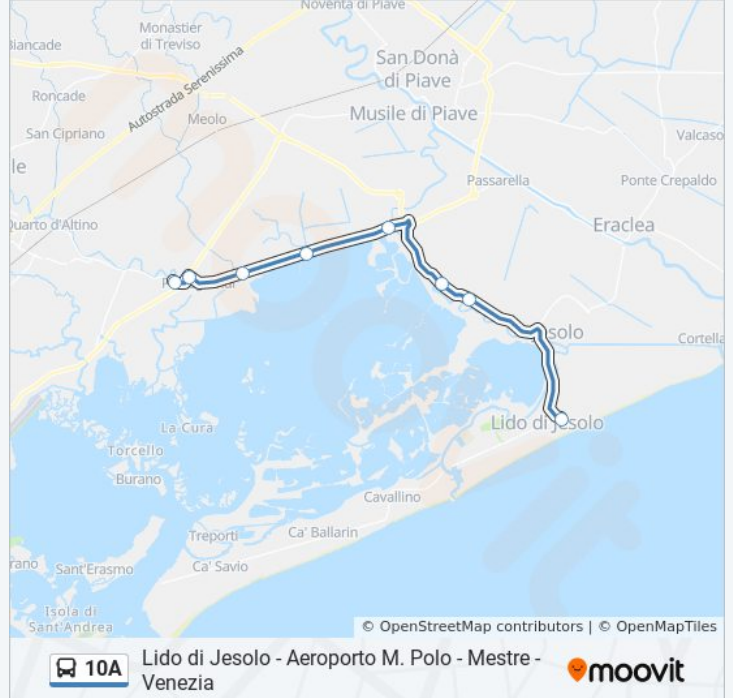 Noventa di Piave
Monastier
di Treviso
Biancade
San Donà
di Piave
Autostrada Serenissima
Roncade
Meolo
Musile di Piave
San Cipriano
Valcaso
le
Passarella
Ponte Crepaldo
Quarto d'Altino
Eraclea
P
solo
Cortella
Lido di Jesolo
La Cura
Torcello
Burano
Cavallino
Treporti
Ca' Ballarin
rano
Sant'Erasmo
Ca' Savio
Isola di
Sant'Andrea
© OpenStreetMap contributors | © OpenMapTiles
10A
Lido di Jesolo - Aeroporto M. Polo - Mestre -
Venezia
moovit